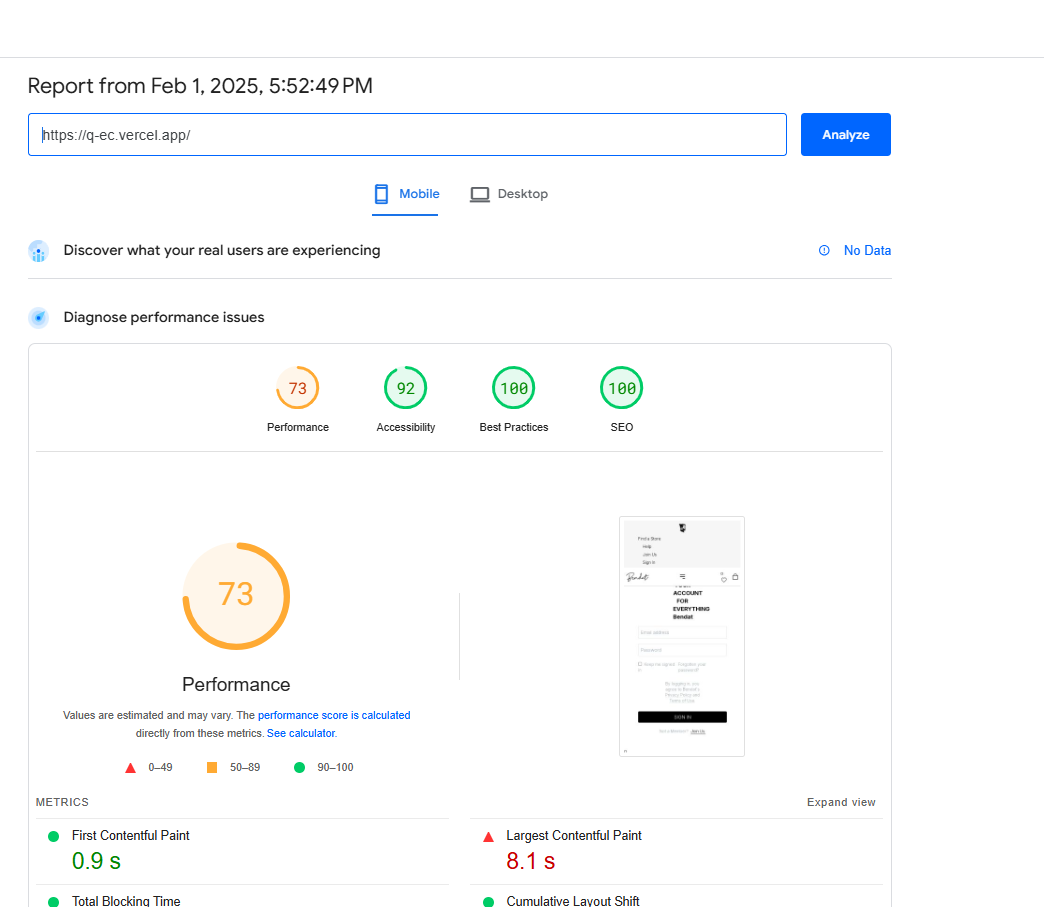 Report from Feb 1, 2025, 5:52:49 PM
https://q-ec.vercel.app/
Analyze
Mobile
Desktop
Discover what your real users are experiencing
No Data
Diagnose performance issues
73
92
100
100
Performance
Accessibility
Best Practices
SEO
73
Performance
Values are estimated and may vary. The performance score is calculated
directly from these metrics. See calculator.
0–49
50–89
90–100
Find a Store
Help
Join Us
Sign In
Bendat
ACCOUNT
FOR
EVERYTHING
Bendat
Email address
Password
SIGN IN
JOIN US.
METRICS
Expand view
First Contentful Paint
0.9 s
Largest Contentful Paint
8.1 s
Total Blocking Time
Cumulative Layout Shift